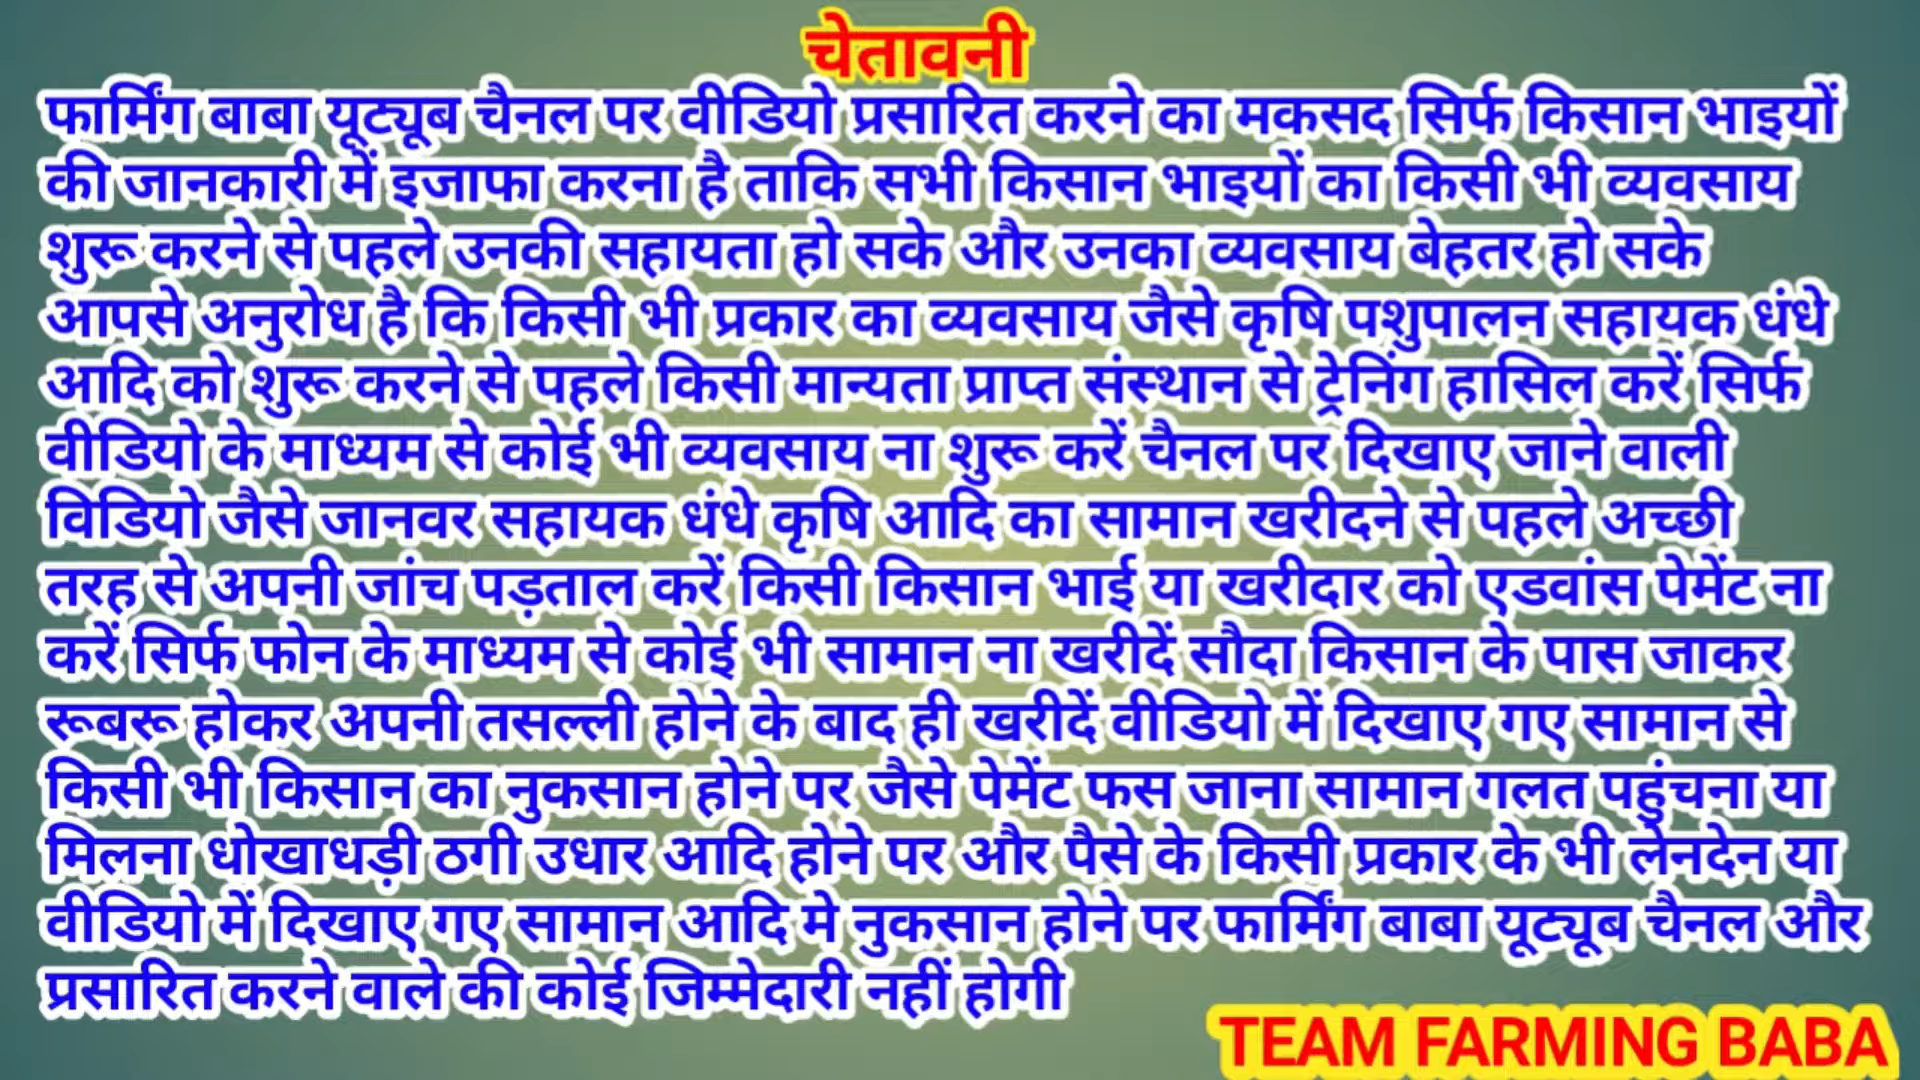 चेतावनी
फार्मिंग बाबा यूट्यूब चैनल पर वीडियो प्रसारित करने का मकसद सिर्फ किसान भाइयों
की जानकारी में इजाफा करना है ताकि सभी किसान भाइयों का किसी भी व्यवसाय
शुरू करने से पहले उनकी सहायता हो सके और उनका व्यवसाय बेहतर हो सके
आपसे अनुरोध है कि किसी भी प्रकार का व्यवसाय जैसे कृषि पशुपालन सहायक धंधे
आदि को शुरू करने से पहले किसी मान्यता प्राप्त संस्थान से ट्रेनिंग हासिल करें सिर्फ
वीडियो के माध्यम से कोई भी व्यवसाय ना शुरू करें चैनल पर दिखाए जाने वाली
विडियो जैसे जानवर सहायक धंधे कृषि आदि का सामान खरीदने से पहले अच्छी
तरह से अपनी जांच पड़ताल करें किसी किसान भाई या खरीदार को एडवांस पेमेंट ना
करें सिर्फ फोन के माध्यम से कोई भी सामान ना खरीदें सौदा किसान के पास जाकर
रूबरू होकर अपनी तसल्ली होने के बाद ही खरीदें वीडियो में दिखाए गए सामान से
किसी भी किसान का नुकसान होने पर जैसे पेमेंट फस जाना सामान गलत पहुंचना या
मिलना धोखाधड़ी ठगी उधार आदि होने पर और पैसे के किसी प्रकार के भी लेनदेन या
वीडियो में दिखाए गए सामान आदि मे नुकसान होने पर फार्मिंग बाबा यूट्यूब चैनल और
प्रसारित करने वाले की कोई जिम्मेदारी नहीं होगी
TEAM FARMING BABA